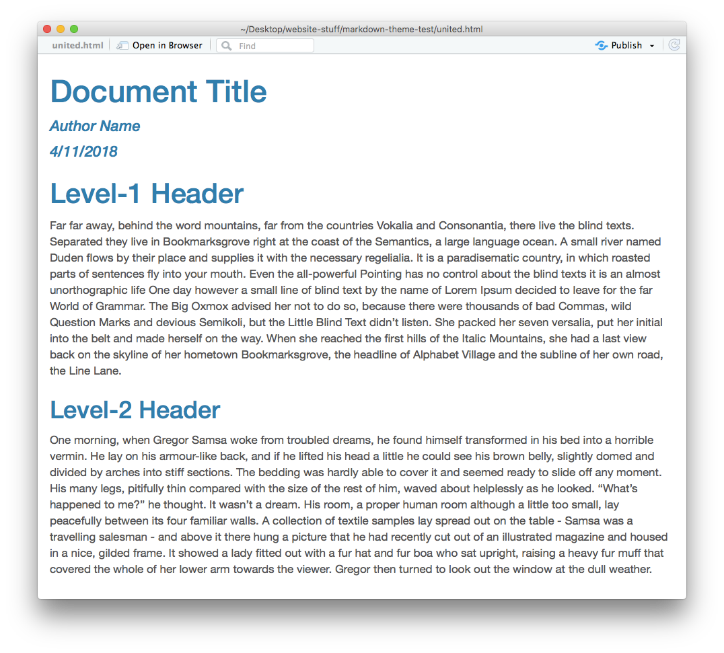 ~/Desktop/website-stuff/markdown-theme-test/united.html
united.html Open in Browser Find Publish
Document Title
Author Name
4/11/2018
Level-1 Header
Far far away, behind the word mountains, far from the countries Vokalia and Consonantia, there live the blind texts.
Separated they live in Bookmarksgrove right at the coast of the Semantics, a large language ocean. A small river named
Duden flows by their place and supplies it with the necessary regelialia. It is a paradisematic country, in which roasted
parts of sentences fly into your mouth. Even the all-powerful Pointing has no control about the blind texts it is an almost
unorthographic life One day however a small line of blind text by the name of Lorem Ipsum decided to leave for the far
World of Grammar. The Big Oxmox advised her not to do so, because there were thousands of bad Commas, wild
Question Marks and devious Semikoli, but the Little Blind Text didn’t listen. She packed her seven versalia, put her initial
into the belt and made herself on the way. When she reached the first hills of the Italic Mountains, she had a last view
back on the skyline of her hometown Bookmarksgrove, the headline of Alphabet Village and the subline of her own road,
the Line Lane.
Level-2 Header
One morning, when Gregor Samsa woke from troubled dreams, he found himself transformed in his bed into a horrible
vermin. He lay on his armour-like back, and if he lifted his head a little he could see his brown belly, slightly domed and
divided by arches into stiff sections. The bedding was hardly able to cover it and seemed ready to slide off any moment.
His many legs, pitifully thin compared with the size of the rest of him, waved about helplessly as he looked. “What’s
happened to me?” he thought. It wasn’t a dream. His room, a proper human room although a little too small, lay
peacefully between its four familiar walls. A collection of textile samples lay spread out on the table - Samsa was a
travelling salesman - and above it there hung a picture that he had recently cut out of an illustrated magazine and housed
in a nice, gilded frame. It showed a lady fitted out with a fur hat and fur boa who sat upright, raising a heavy fur muff that
covered the whole of her lower arm towards the viewer. Gregor then turned to look out the window at the dull weather.